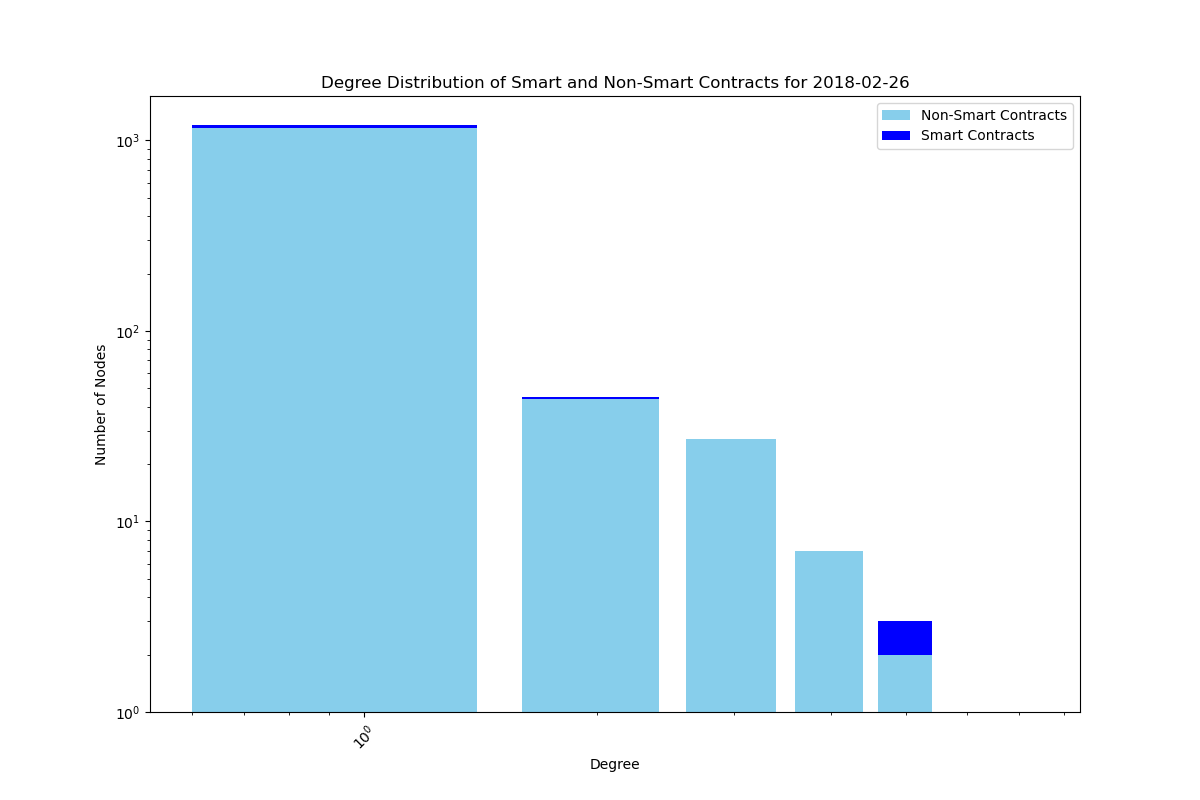 Degree Distribution of Smart and Non-Smart Contracts for 2018-02-26
Non-Smart Contracts
Smart Contracts
10³
10²
10¹
10⁰
Number of Nodes
10⁰
Degree